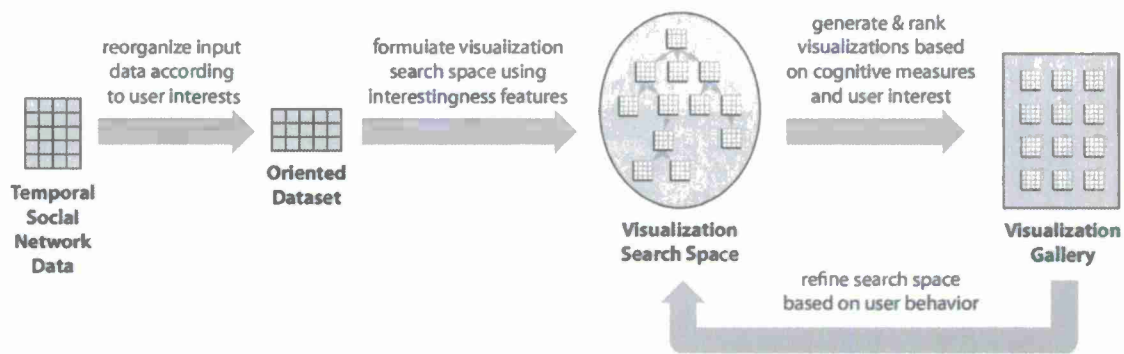 reorganize input
data according
to user interests
Temporal
Social
Network
Data
formulate visualization
search space using
interestingness features
Oriented
Dataset
generate & rank
visualizations based
on cognitive measures
and user interest
Visualization
Search Space
Visualization
Gallery
refine search space
based on user behavior